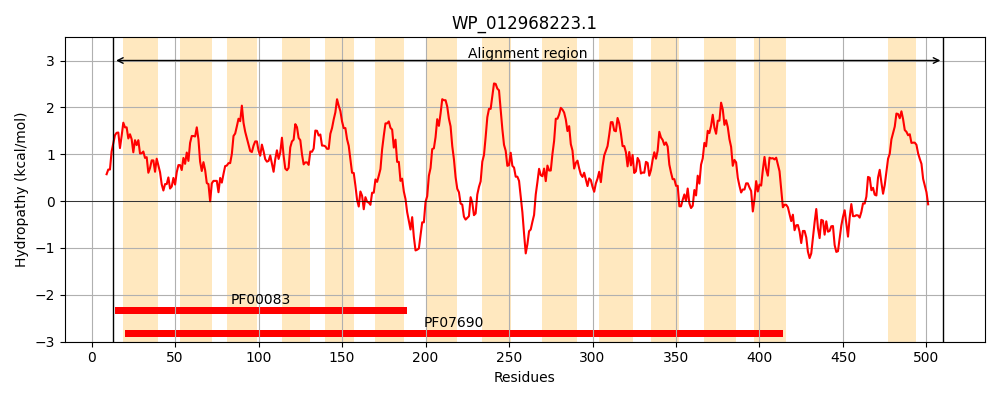 WP_012968223.1
Alignment region
3
2
1
0
−1
−2
−3
Hydropathy (kcal/mol)
PF00083
PF07690
0 50 100 150 200 250 300 350 400 450 500
Residues